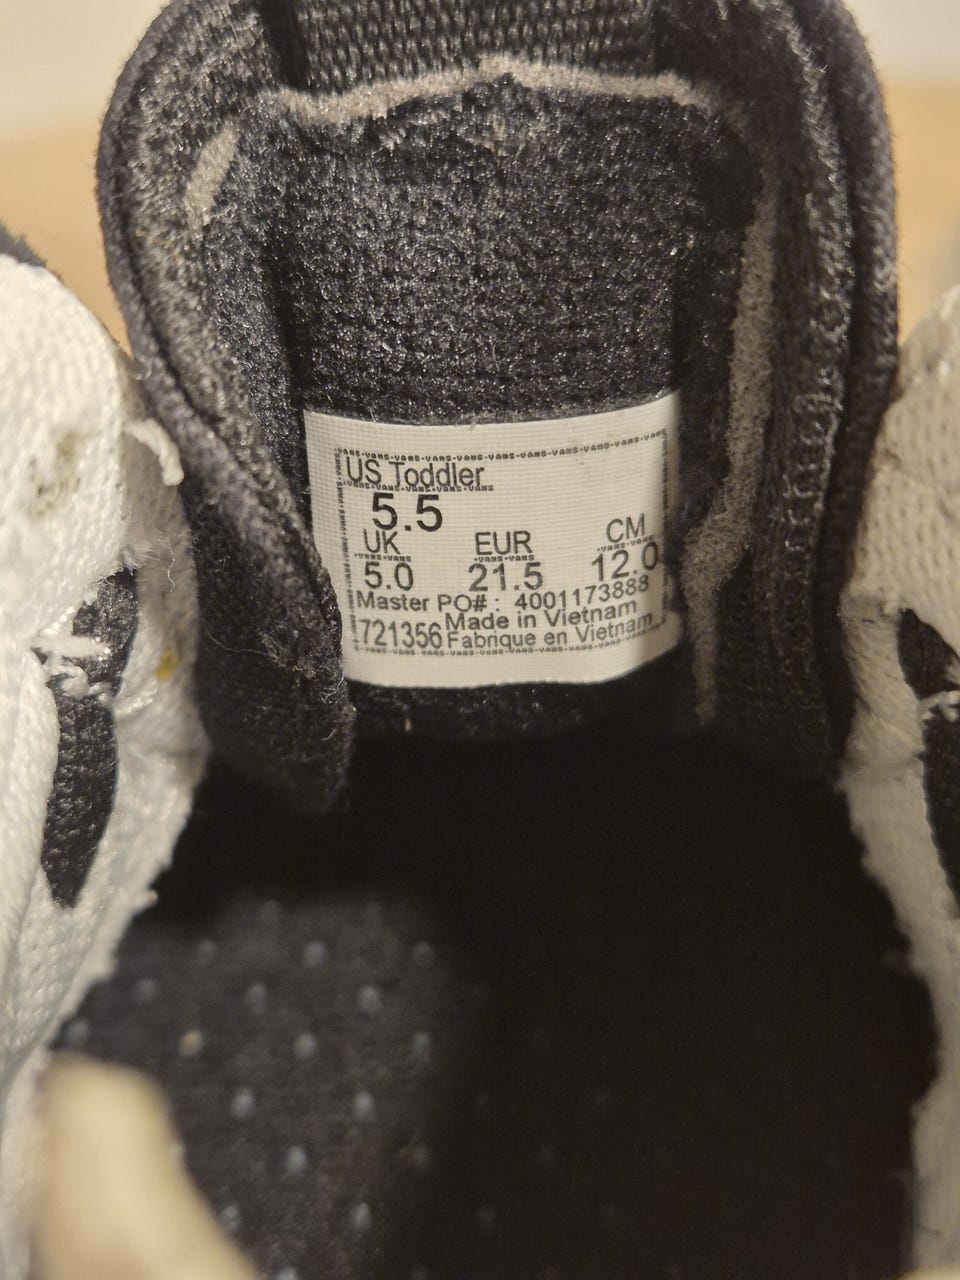 US Toddler
5.5
UK EUR CM
5.0 21.5 12.0
Master PO# : 4001173888
Made in Vietnam
721356 Fabrique en Vietnam